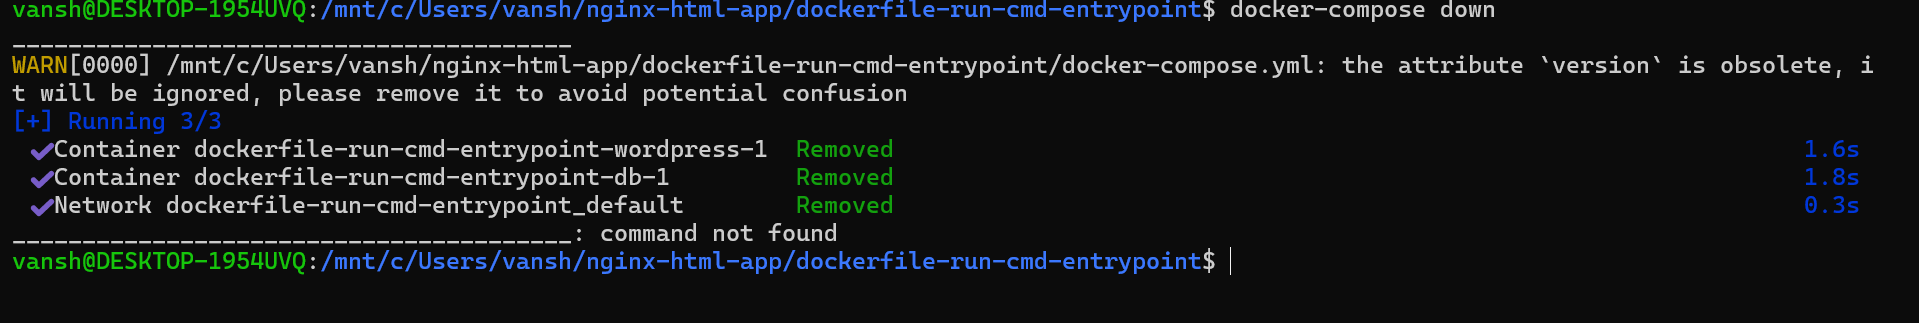 vansh@DESKTOP-1954UVQ:/mnt/c/Users/vansh/nginx-html-app/dockerfile-run-cmd-entrypoint$ docker-compose down
________________________________________
WARN[0000] /mnt/c/Users/vansh/nginx-html-app/dockerfile-run-cmd-entrypoint/docker-compose.yml: the attribute `version` is obsolete, i
t will be ignored, please remove it to avoid potential confusion
[+] Running 3/3
✔Container dockerfile-run-cmd-entrypoint-wordpress-1  Removed 1.6s
✔Container dockerfile-run-cmd-entrypoint-db-1         Removed 1.8s
✔Network dockerfile-run-cmd-entrypoint_default        Removed 0.3s
________________________________________: command not found
vansh@DESKTOP-1954UVQ:/mnt/c/Users/vansh/nginx-html-app/dockerfile-run-cmd-entrypoint$